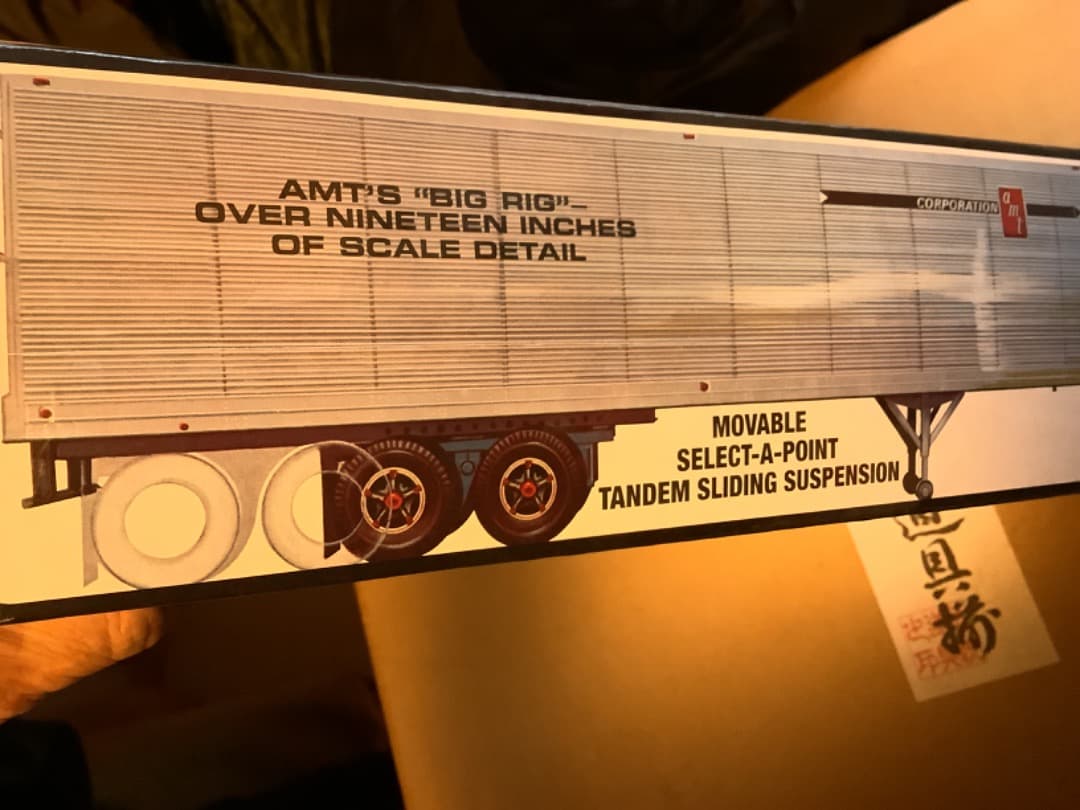 AMT'S "BIG RIG"–
OVER NINETEEN INCHES
OF SCALE DETAIL
CORPORATION amt
MOVABLE
SELECT-A-POINT
TANDEM SLIDING SUSPENSION